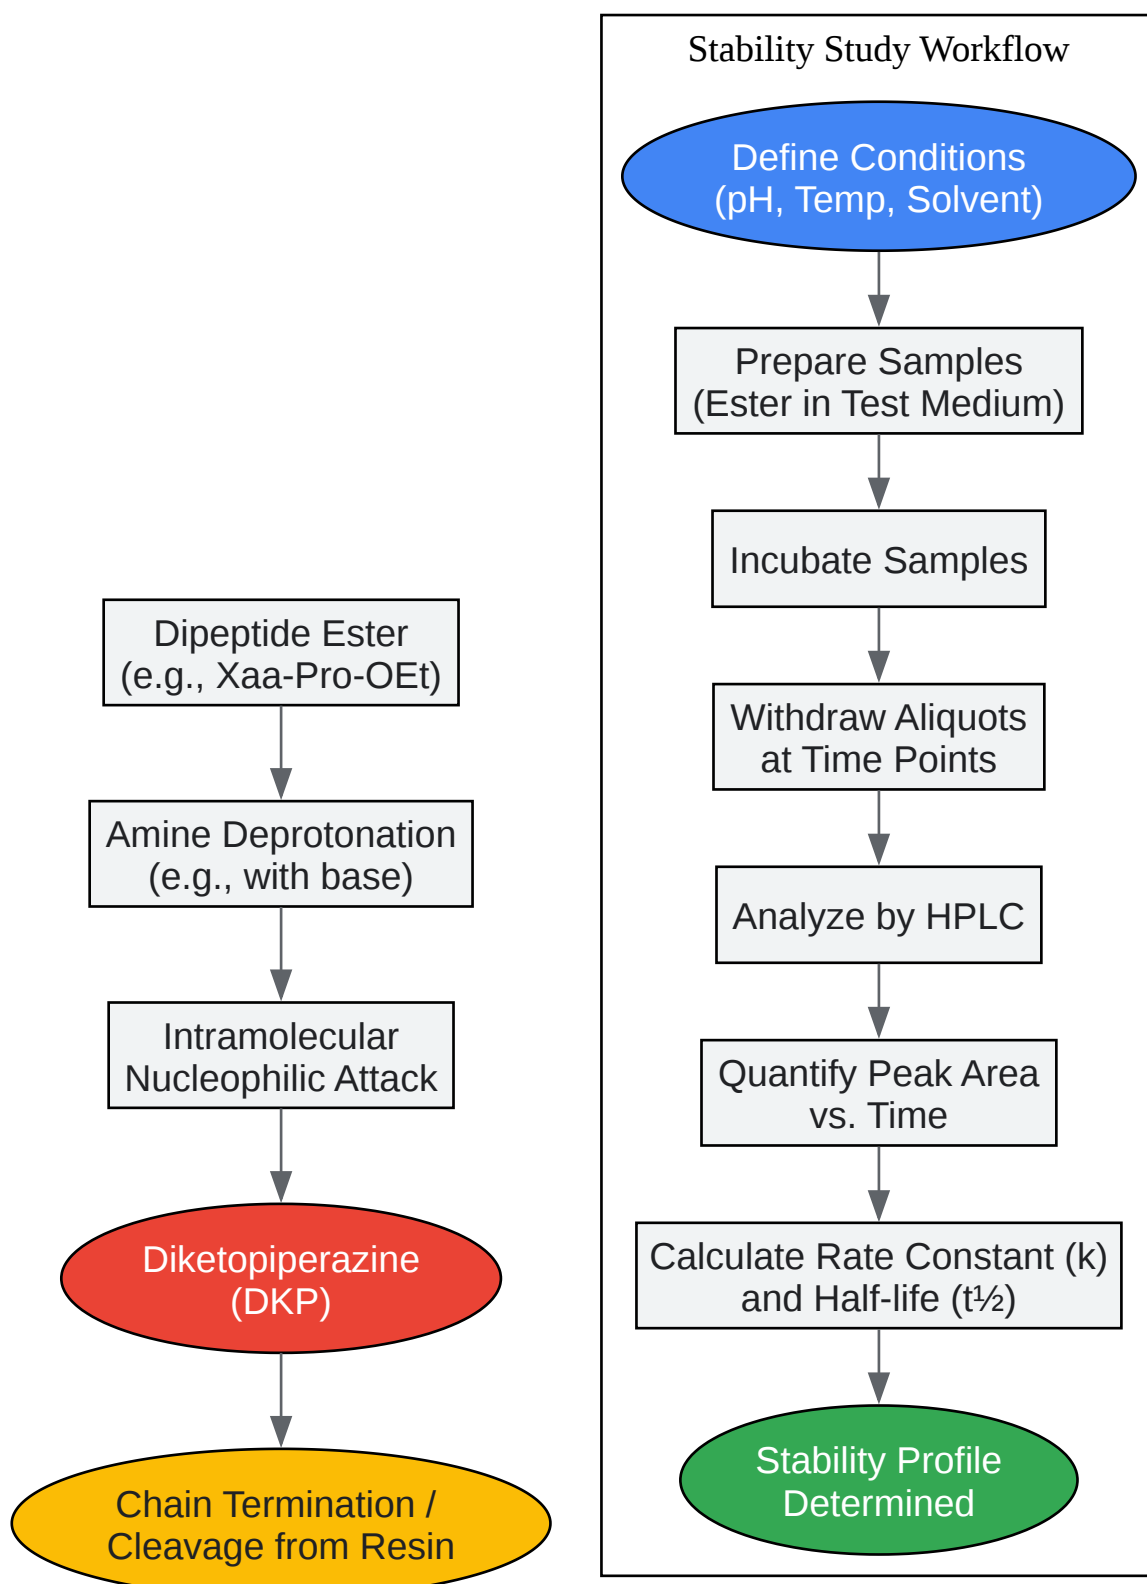 Dipeptide Ester
(e.g., Xaa-Pro-OEt)
Amine Deprotonation
(e.g., with base)
Intramolecular
Nucleophilic Attack
Diketopiperazine
(DKP)
Chain Termination /
Cleavage from Resin
Stability Study Workflow
Define Conditions
(pH, Temp, Solvent)
Prepare Samples
(Ester in Test Medium)
Incubate Samples
Withdraw Aliquots
at Time Points
Analyze by HPLC
Quantify Peak Area
vs. Time
Calculate Rate Constant (k)
and Half-life (t½)
Stability Profile
Determined